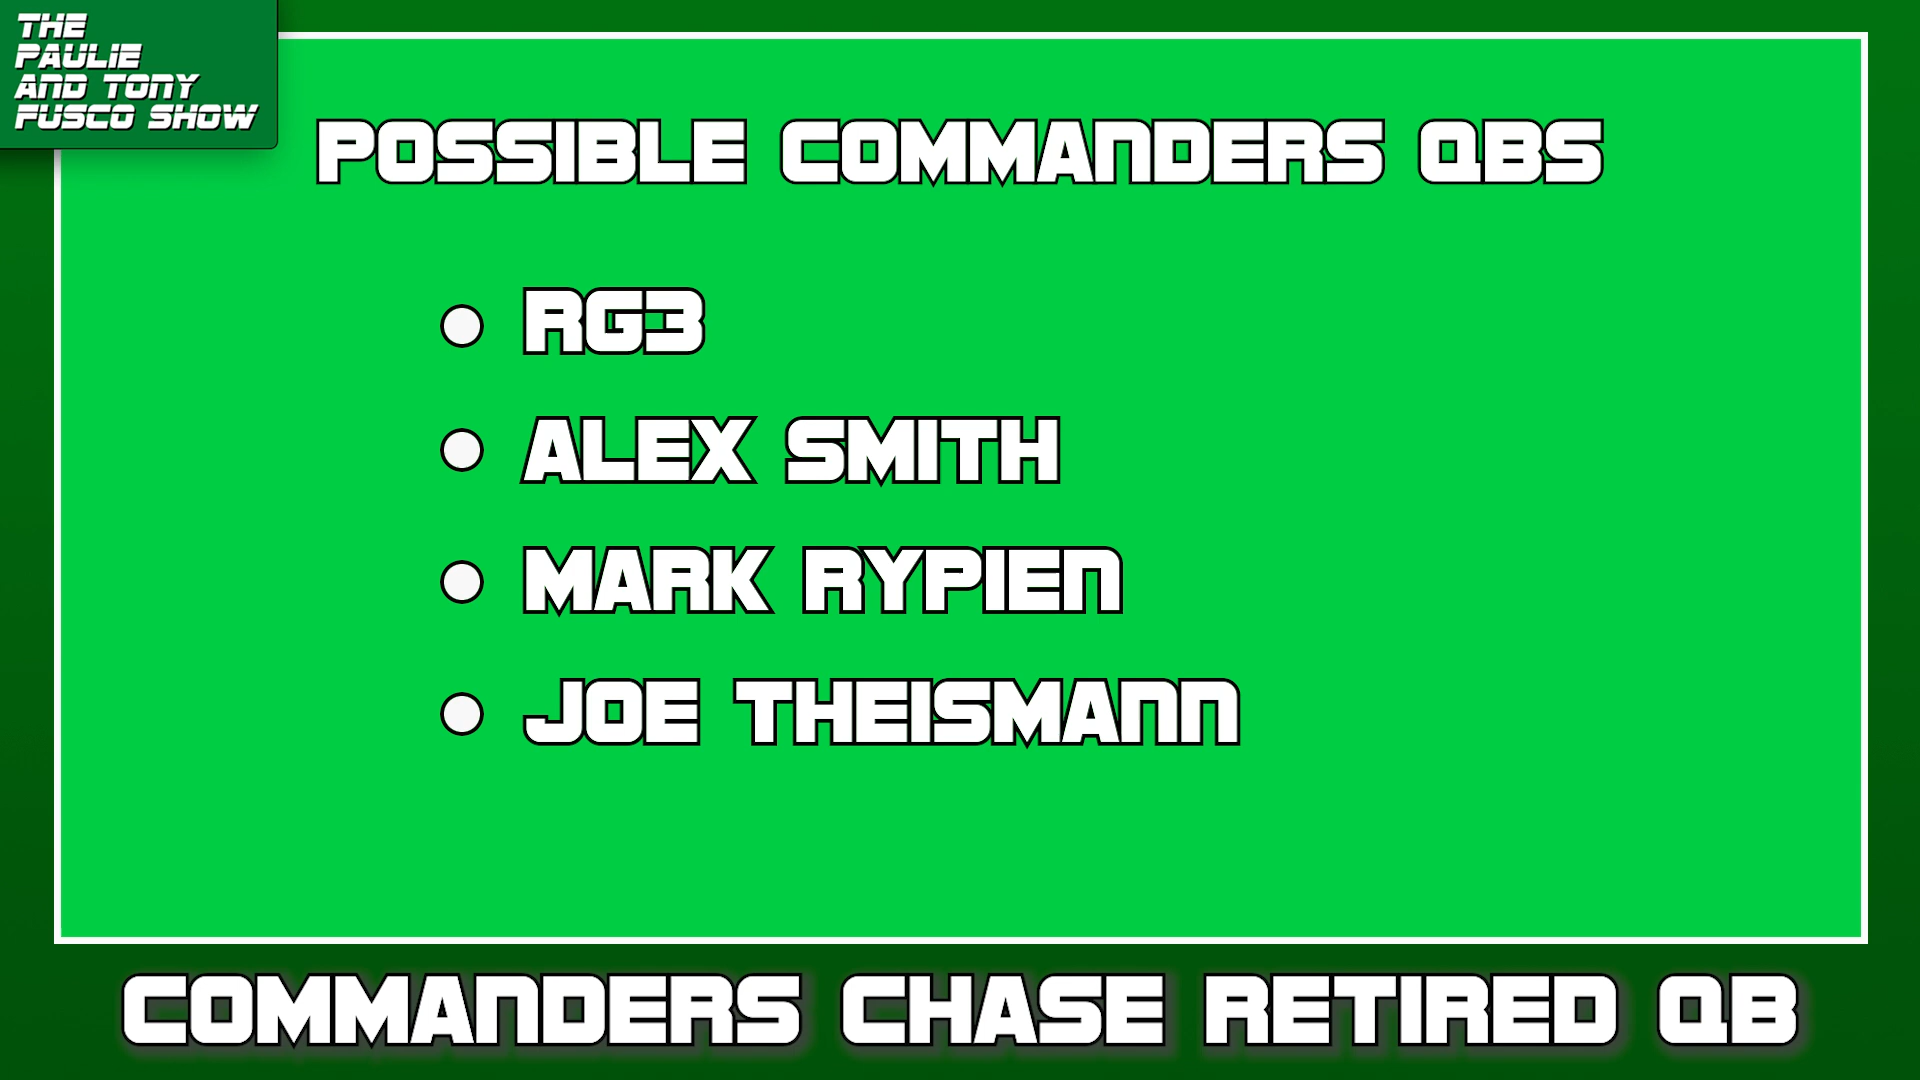 THE
PAULIE
AND TONY
FUSCO SHOW
POSSIBLE COMMANDERS QBS
RG3
ALEX SMITH
MARK RYPIEN
JOE THEISMANN
COMMANDERS CHASE RETIRED QB